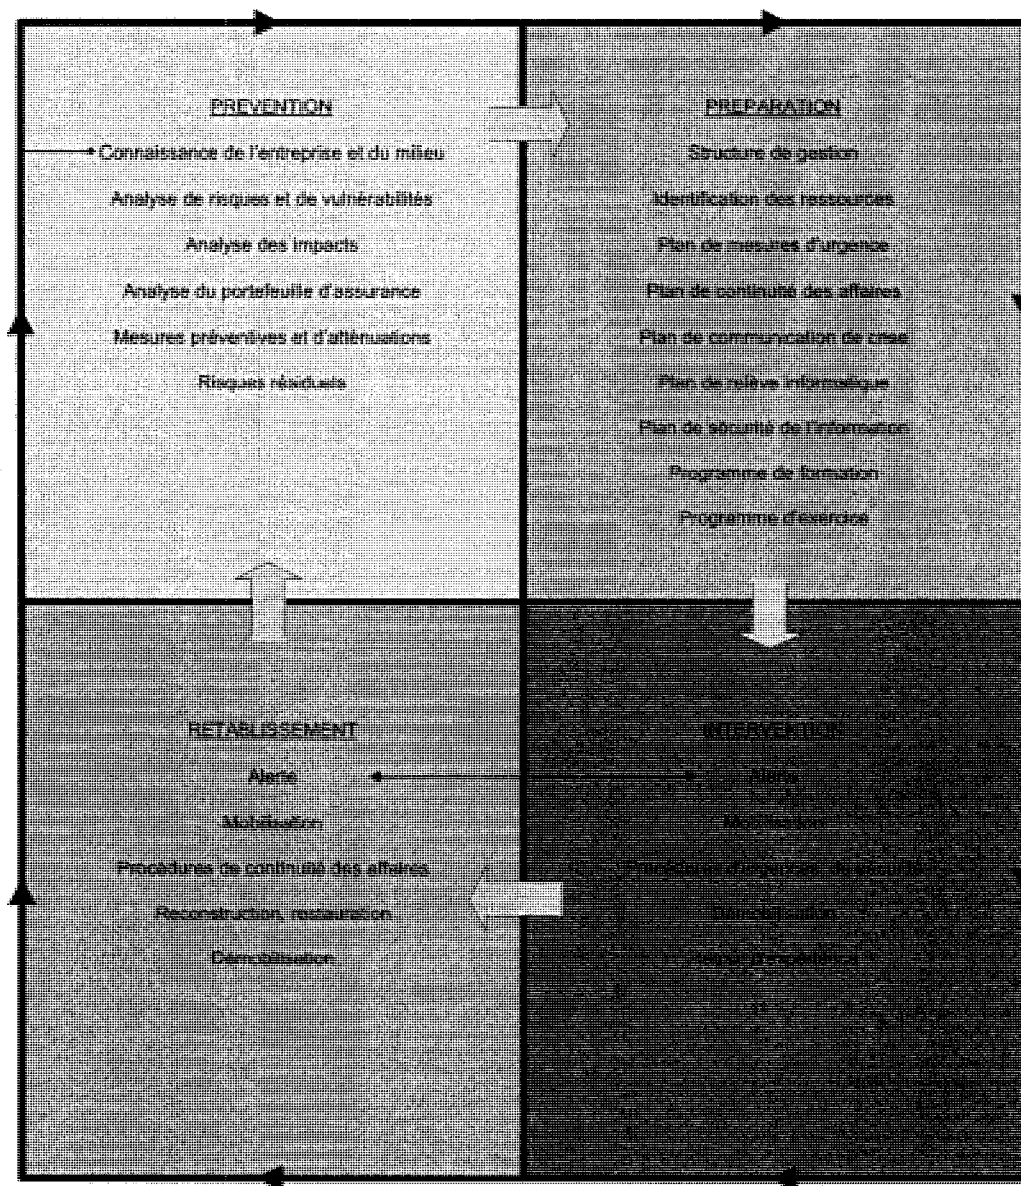 PREVENTION
Connaissance de l'entreprise et du milieu
Analyse de risques et de vulnérabilités
Analyse des impacts
Analyse du portefeuille d'assurance
Mesures préventives et d'atténuations
Risques résiduels
PREPARATION
Structure de gestion
Identification des ressources
Plan de mesures d'urgence
Plan de continuité des affaires
Plan de communication de crise
Plan de relève informatique
Plan de sécurité de l'information
Programme de formation
Programme d'exercice
RETABLISSEMENT
Alerte
Mobilisation
Procédures de continuité des affaires
Reconstruction, restauration
Démobilisation
INTERVENTION
Alerte
Mobilisation
Démobilisation